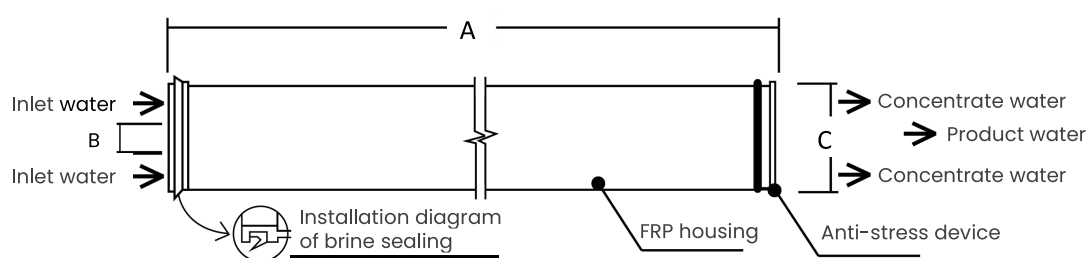 A
Inlet water
B
Inlet water
C
Concentrate water
Product water
Concentrate water
Installation diagram
of brine sealing
FRP housing
Anti-stress device